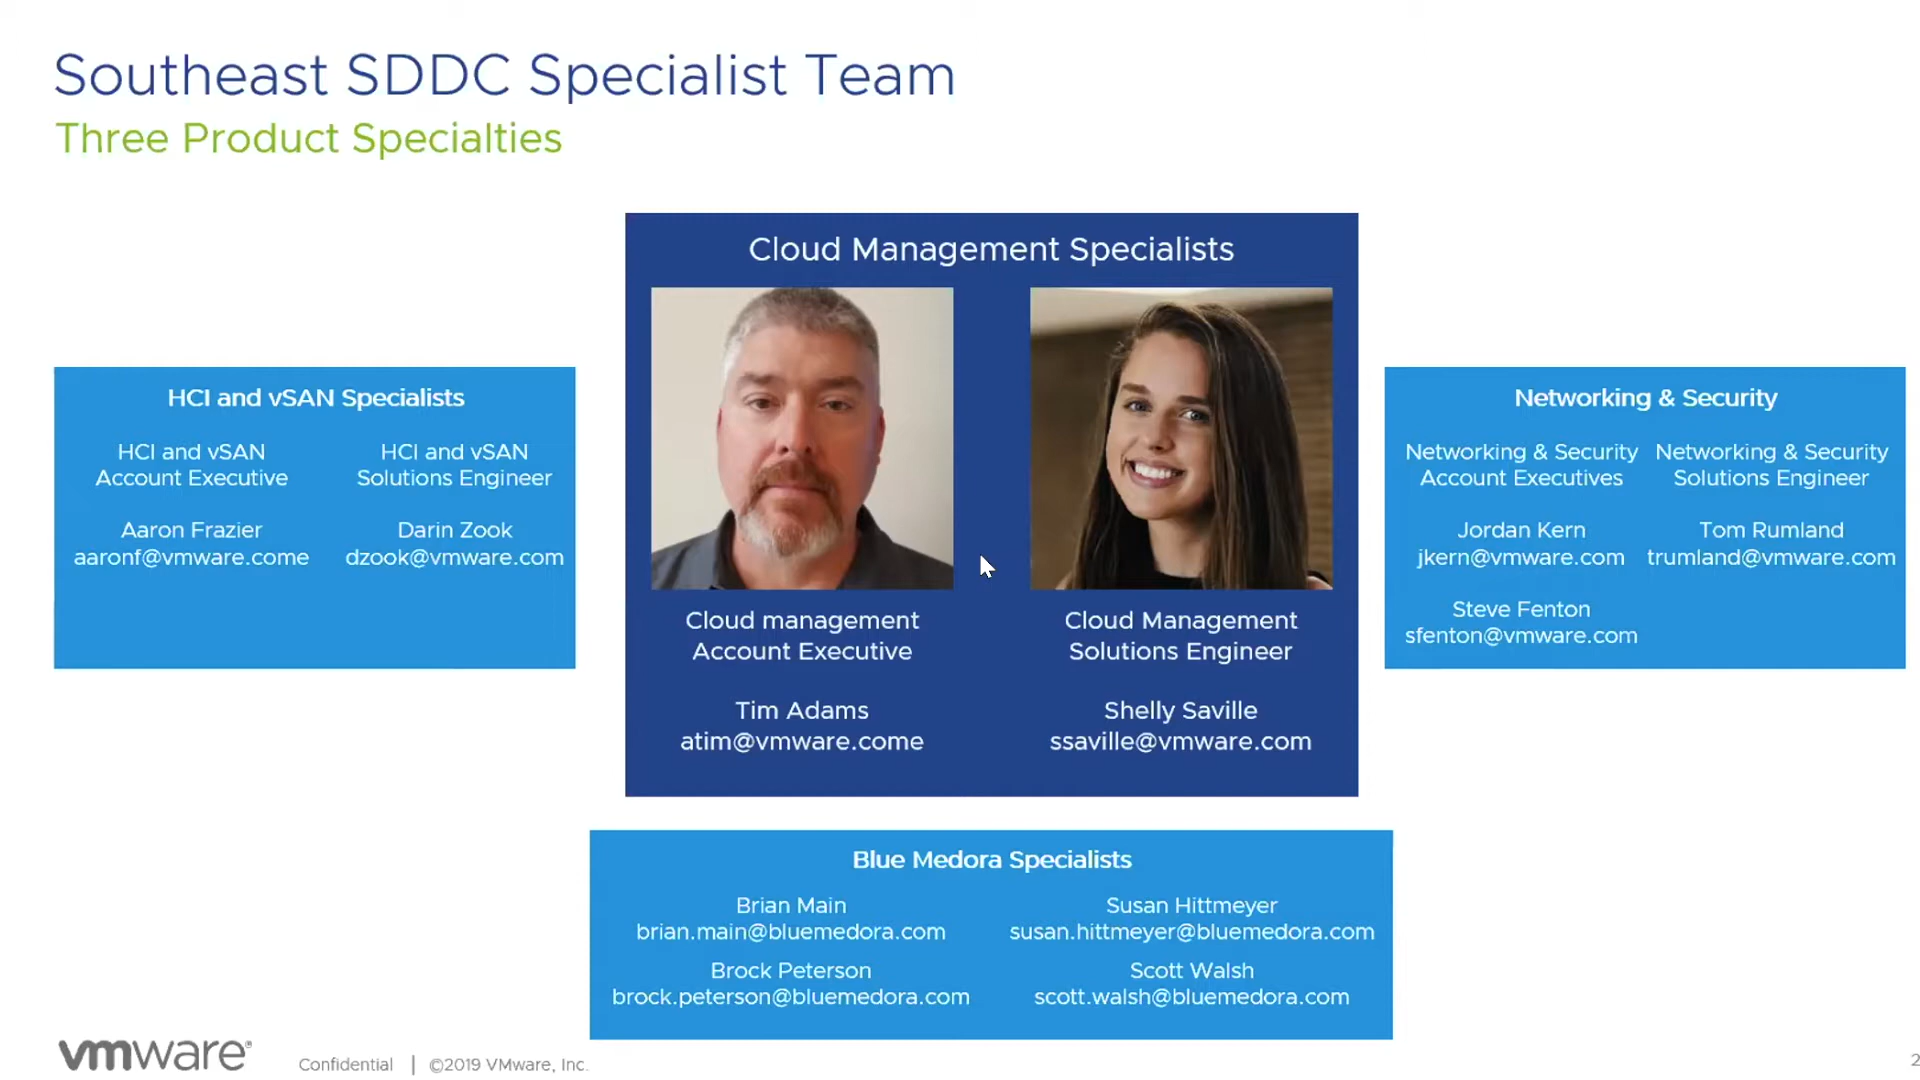 Southeast SDDC Specialist Team
Three Product Specialties
Cloud Management Specialists
HCI and vSAN Specialists
HCI and vSAN
Account Executive
Aaron Frazier
aaronf@vmware.come
HCI and vSAN
Solutions Engineer
Darin Zook
dzook@vmware.com
Cloud management
Account Executive
Tim Adams
atim@vmware.come
Cloud Management
Solutions Engineer
Shelly Saville
ssaville@vmware.com
Networking & Security
Networking & Security
Account Executives
Jordan Kern
jkern@vmware.com
Steve Fenton
sfenton@vmware.com
Networking & Security
Solutions Engineer
Tom Rumland
trumland@vmware.com
Blue Medora Specialists
Brian Main
brian.main@bluemedora.com
Brock Peterson
brock.peterson@bluemedora.com
Susan Hittmeyer
susan.hittmeyer@bluemedora.com
Scott Walsh
scott.walsh@bluemedora.com
vmware®
Confidential | ©2019 VMware, Inc.
2